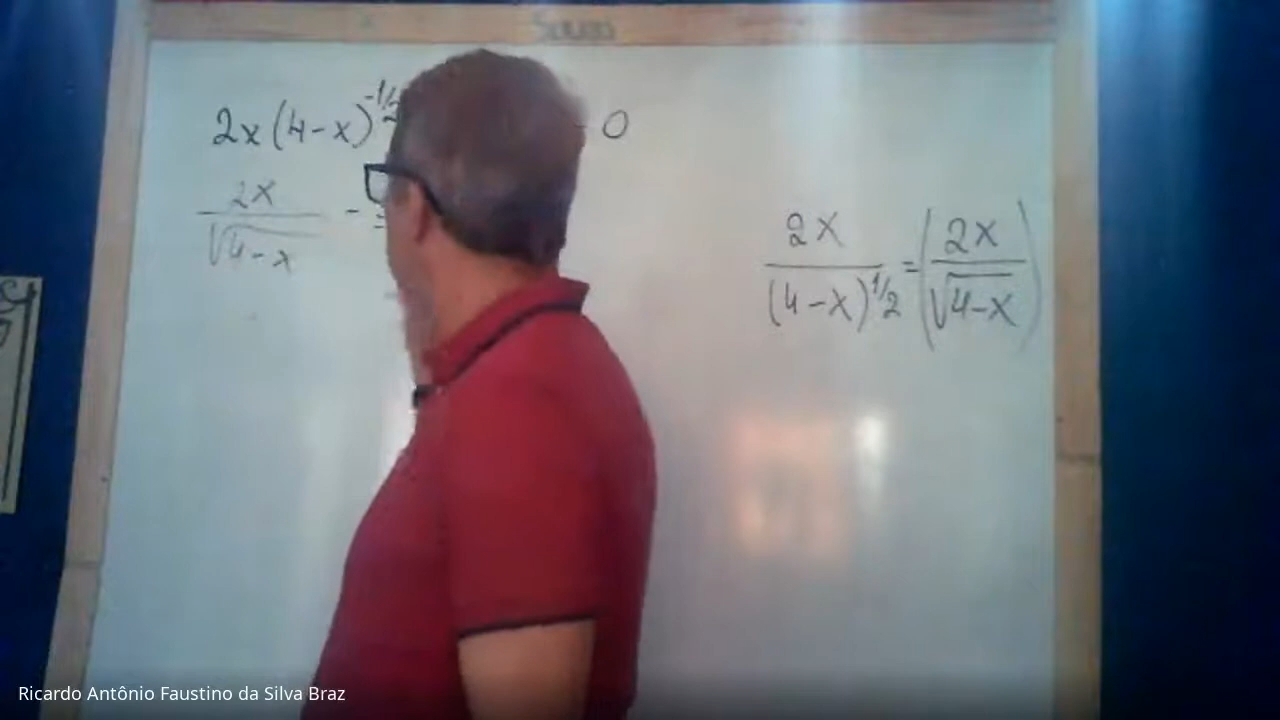 2x(4-x)^-1/2 0
2x/√4-x -
2x/(4-x)^1/2 = (2x/√4-x)
Ricardo Antônio Faustino da Silva Braz